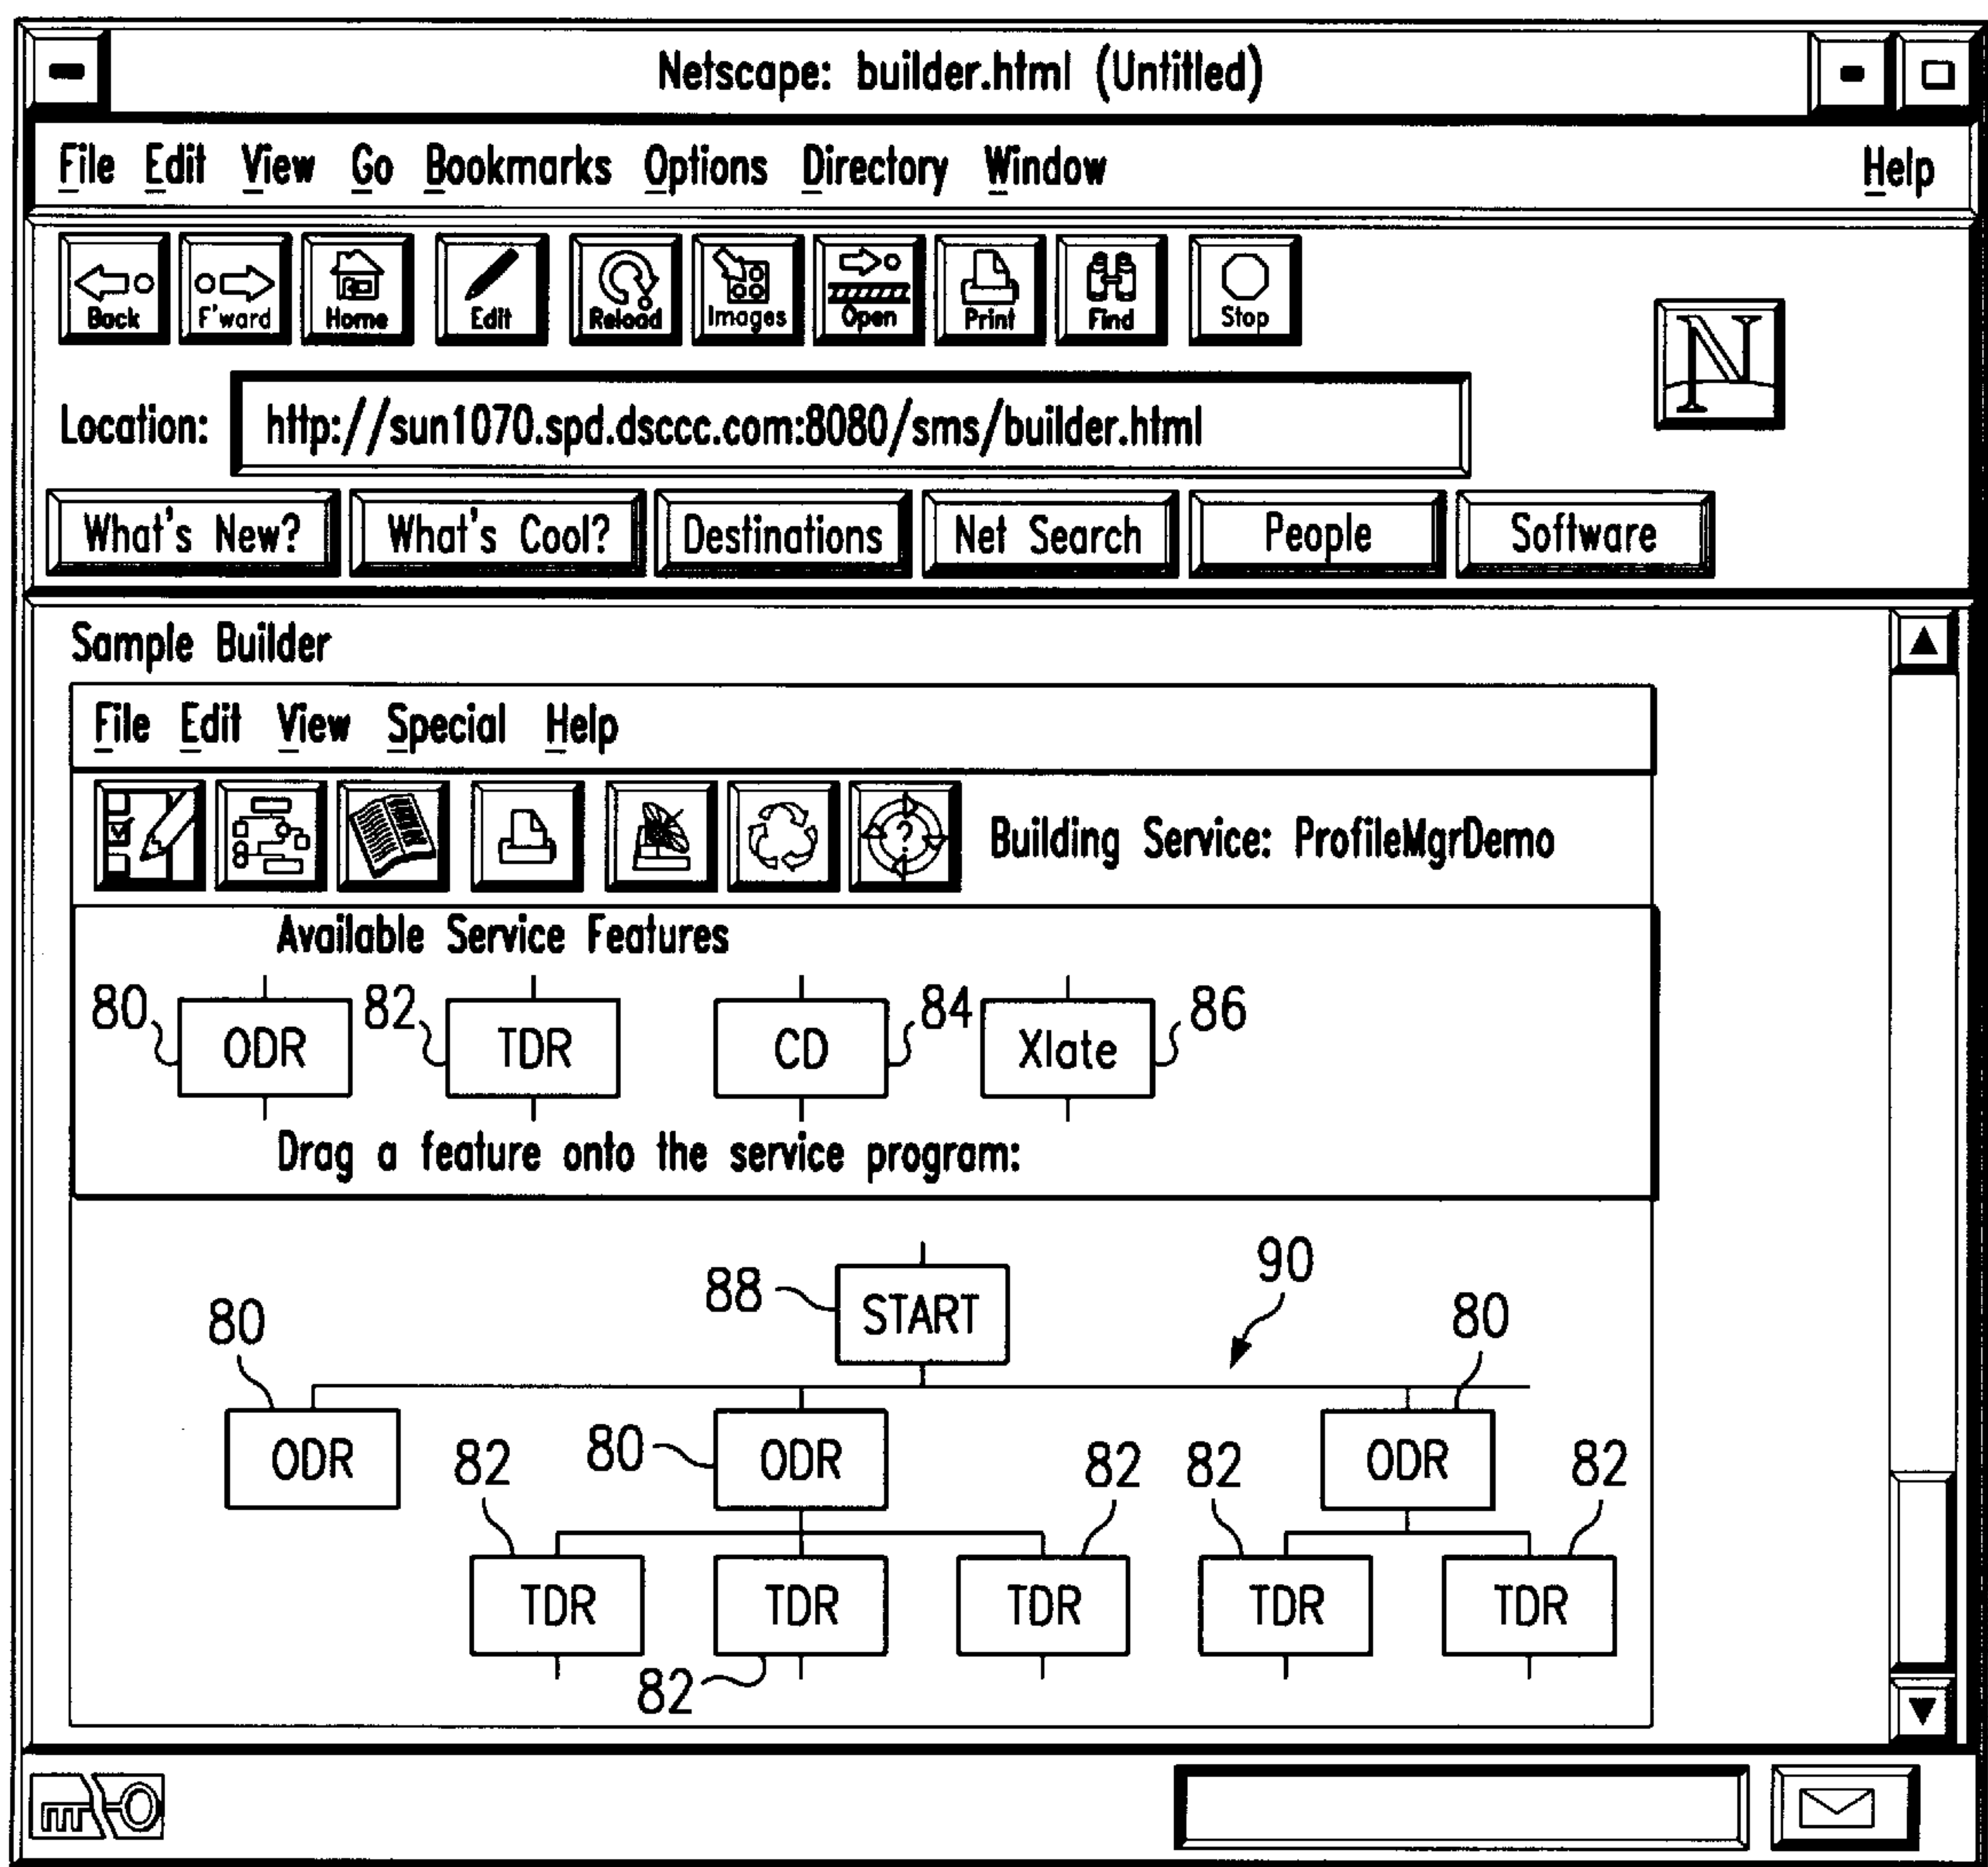 Netscape: builder.html (Untitled)
File Edit View Go Bookmarks Options Directory Window Help
Back F'ward Home Edit Reload Images Open Print Find Stop
N
Location: http://sun1070.spd.dsccc.com:8080/sms/builder.html
What's New? What's Cool? Destinations Net Search People Software
Sample Builder
File Edit View Special Help
? Building Service: ProfileMgrDemo
Available Service Features
80 ODR 82 TDR CD 84 Xlate 86
Drag a feature onto the service program:
88 START 90
80 80
ODR 82 80 ODR 82 82 ODR 82
TDR TDR TDR TDR TDR
82